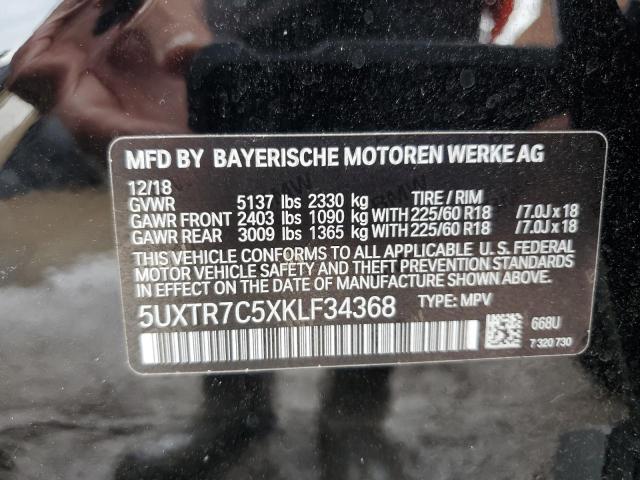 MFD BY BAYERISCHE MOTOREN WERKE AG
12/18
GVWR 5137 lbs 2330 kg TIRE / RIM
GAWR FRONT 2403 lbs 1090 kg WITH 225/60 R18 /7.0J x 18
GAWR REAR 3009 lbs 1365 kg WITH 225/60 R18 /7.0J x 18
THIS VEHICLE CONFORMS TO ALL APPLICABLE U. S. FEDERAL
MOTOR VEHICLE SAFETY AND THEFT PREVENTION STANDARDS
IN EFFECT ON THE DATE OF MANUFACTURE SHOWN ABOVE.
5UXTR7C5XKLF34368 TYPE: MPV
668U
7 320 730